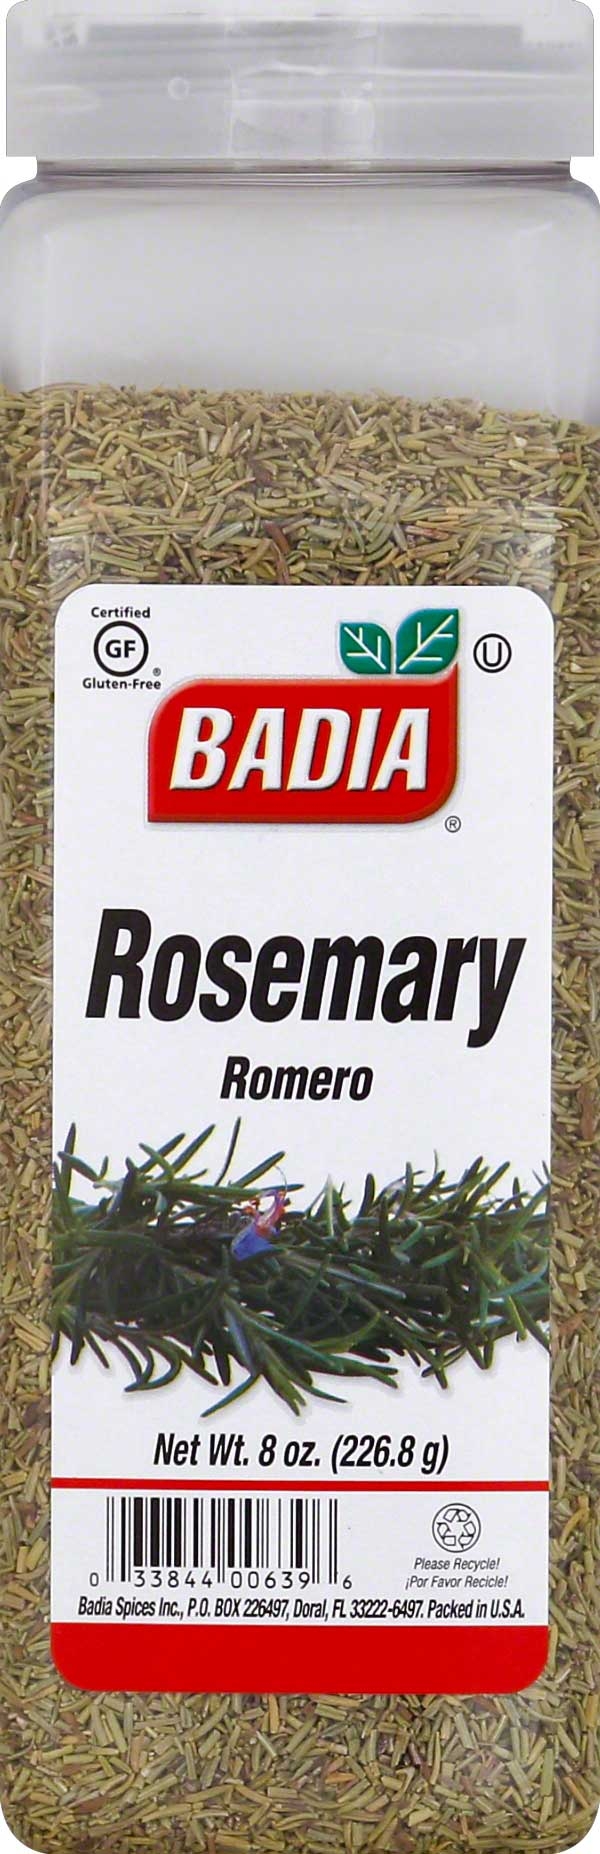 Certified
GF
Gluten-Free®
U
BADIA®
Rosemary
Romero
Net Wt. 8 oz. (226.8 g)
0 33844 00639 6
Please Recycle!
¡Por Favor Recicle!
Badia Spices Inc., P.O. BOX 226497, Doral, FL 33222-6497. Packed in U.S.A.